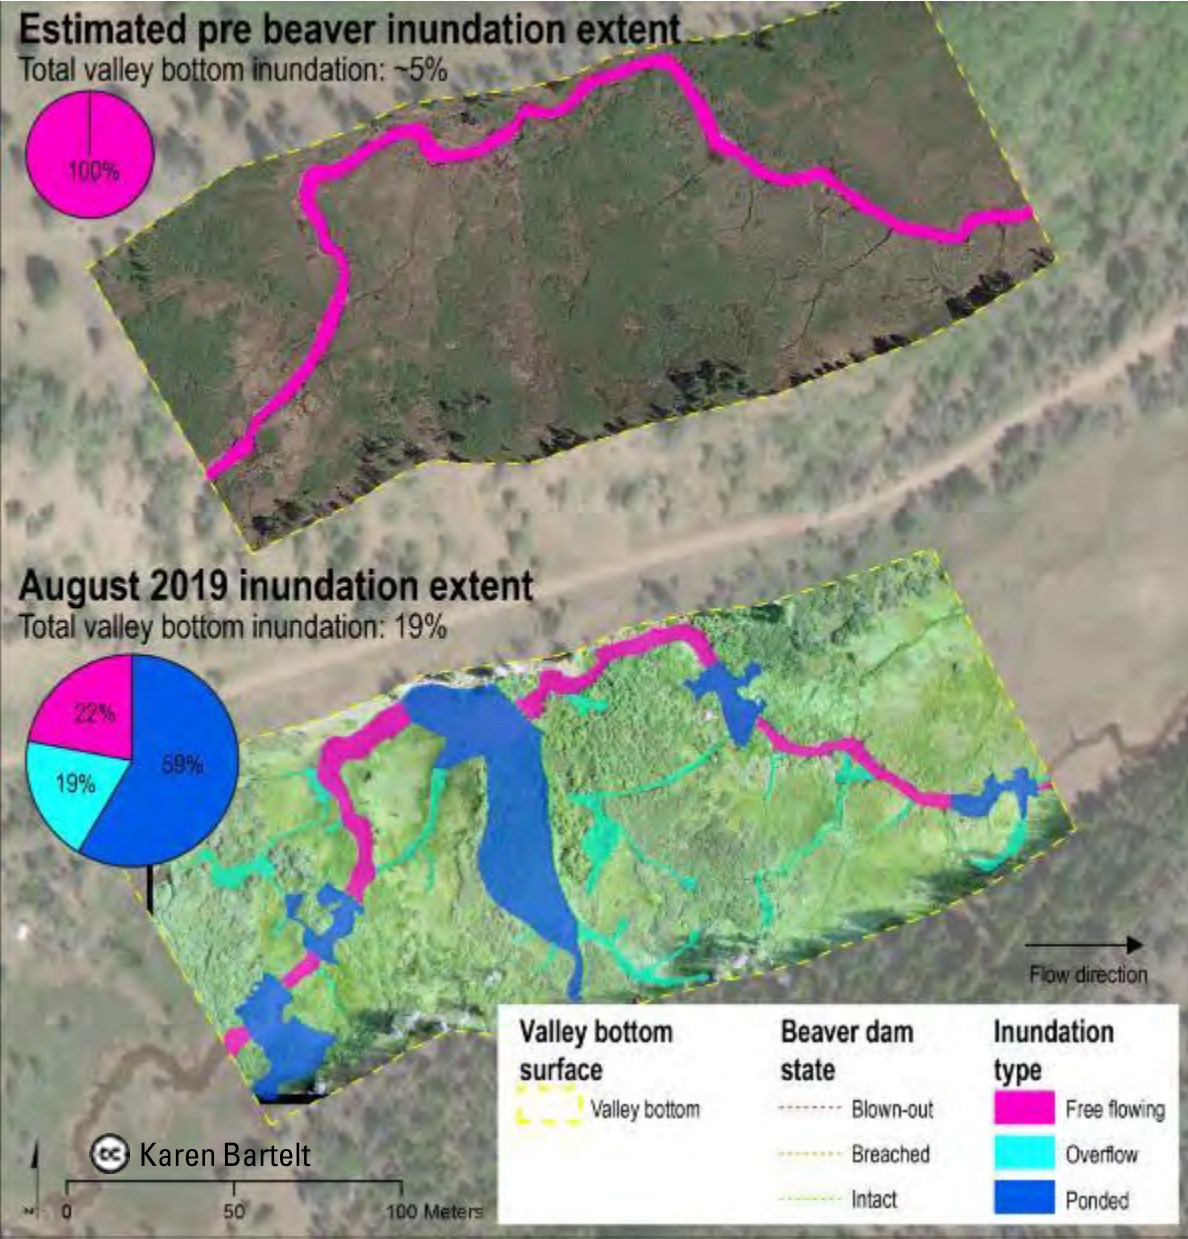 Estimated pre beaver inundation extent
Total valley bottom inundation: ~5%
100%
August 2019 inundation extent
Total valley bottom inundation: 19%
22%
59%
19%
Flow direction
Valley bottom
surface
Valley bottom
Beaver dam
state
Blown-out
Breached
Intact
Inundation
type
Free flowing
Overflow
Ponded
cc Karen Bartelt
z
0 50 100 Meters